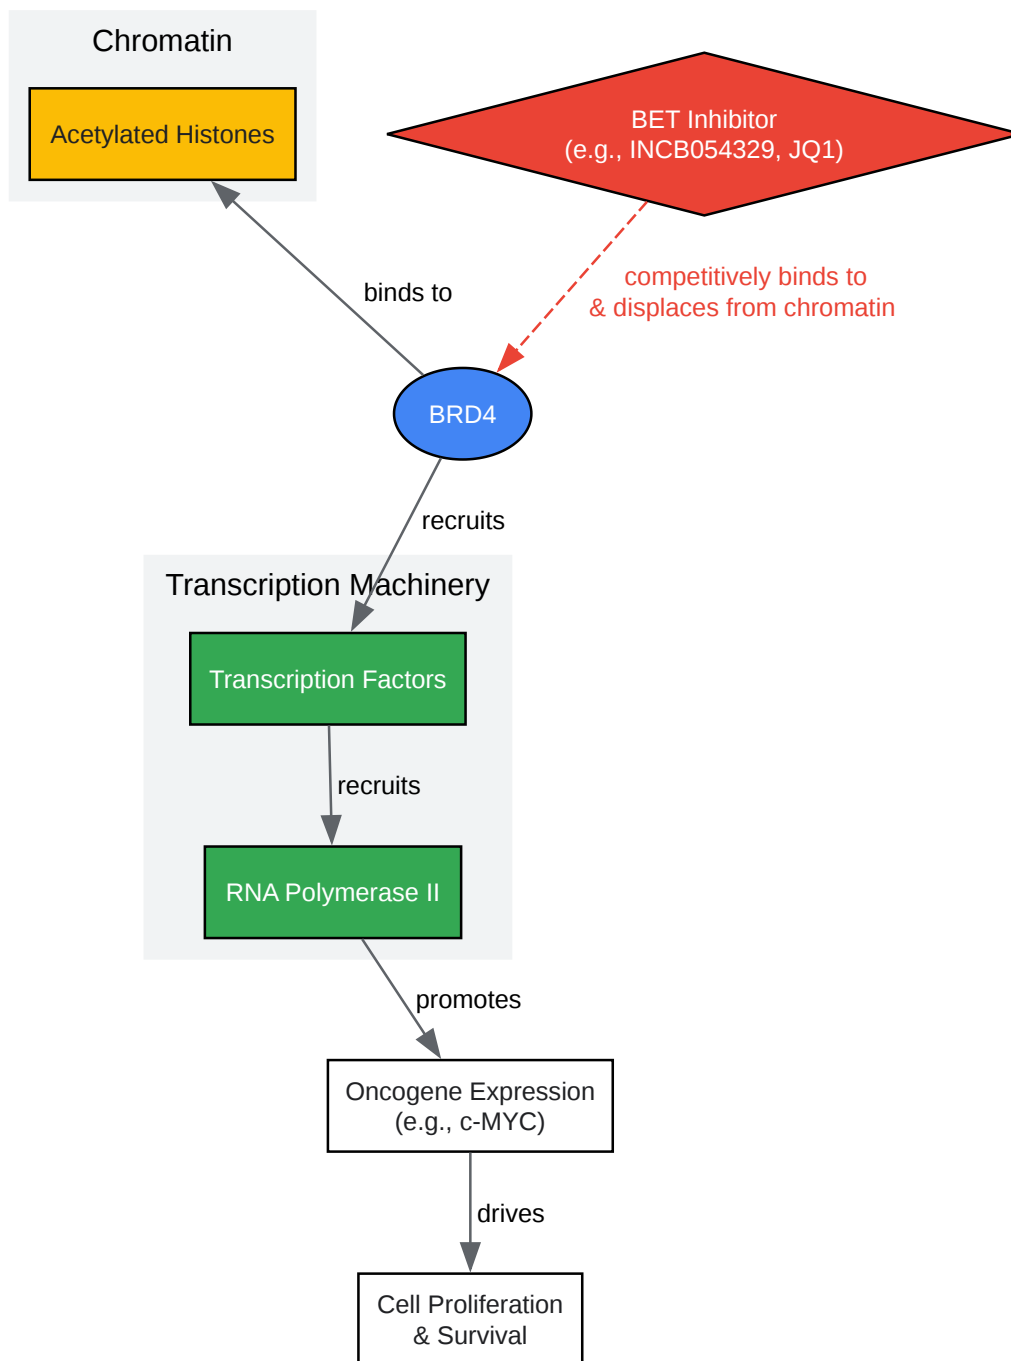 Chromatin
Acetylated Histones
BET Inhibitor
(e.g., INCB054329, JQ1)
binds to
competitively binds to
& displaces from chromatin
BRD4
recruits
Transcription Machinery
Transcription Factors
recruits
RNA Polymerase II
promotes
Oncogene Expression
(e.g., c-MYC)
drives
Cell Proliferation
& Survival